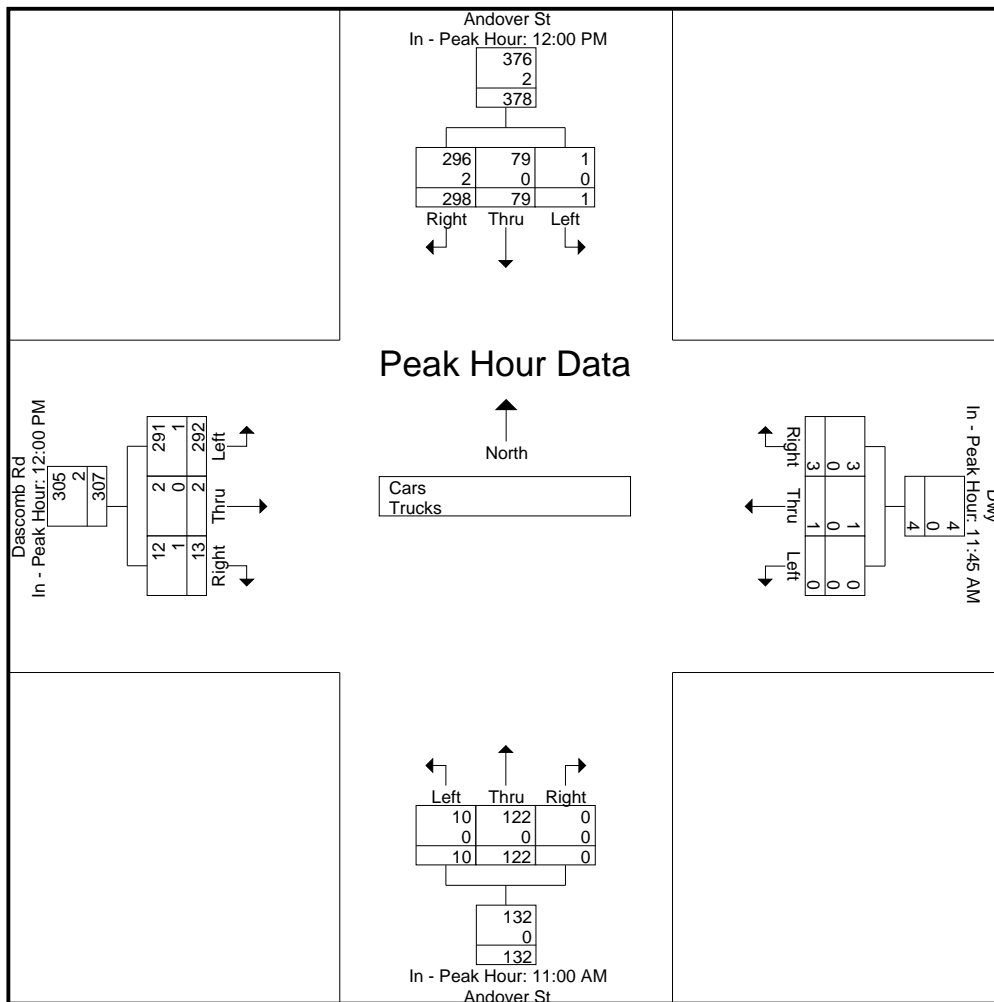 Andover St
In - Peak Hour: 12:00 PM
376
2
378
296 79 1
2 0 0
298 79 1
Right Thru Left
Peak Hour Data
North
Cars
Trucks
Dascomb Rd
In - Peak Hour: 12:00 PM
305
2
307
291 1 292
Left
2 0 2
Thru
12 1 13
Right
Right
3 0 3
Thru
1 0 1
Left
0 0 0
4
0
4
In - Peak Hour: 11:45 AM
Dwy
Left Thru Right
10 122 0
0 0 0
10 122 0
132
0
132
In - Peak Hour: 11:00 AM
Andover St